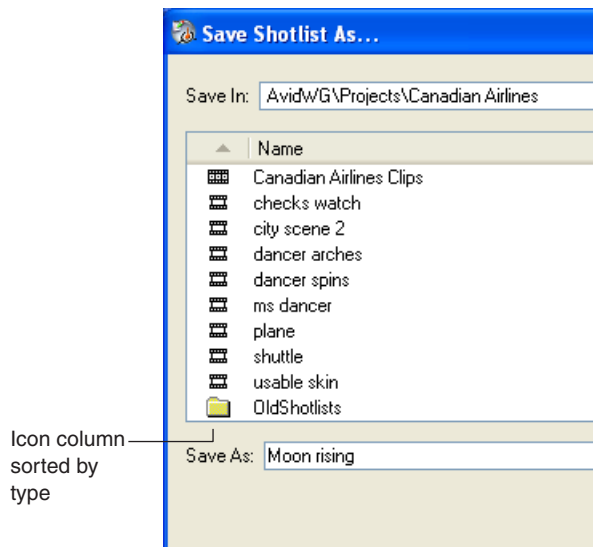 Save Shotlist As...
Save In: AvidWG\Projects\Canadian Airlines
Name
Canadian Airlines Clips
checks watch
city scene 2
dancer arches
dancer spins
ms dancer
plane
shuttle
usable skin
OldShotlists
Icon column
sorted by
type
Save As: Moon rising